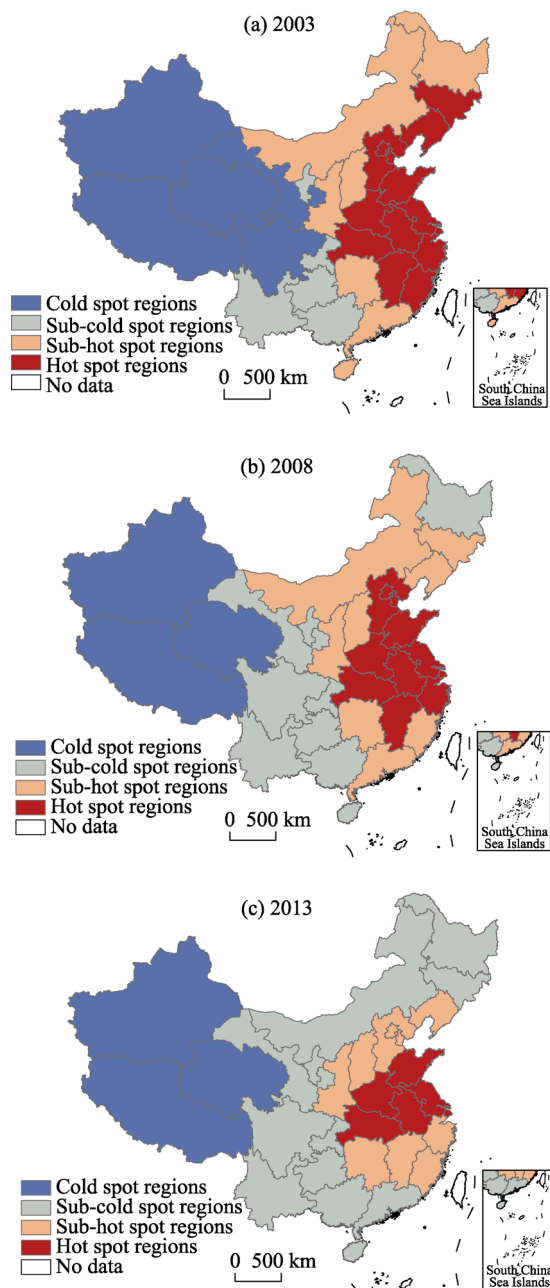 (a) 2003
Cold spot regions
Sub-cold spot regions
Sub-hot spot regions
Hot spot regions
No data
0 500 km
South China
Sea Islands
(b) 2008
Cold spot regions
Sub-cold spot regions
Sub-hot spot regions
Hot spot regions
No data
0 500 km
South China
Sea Islands
(c) 2013
Cold spot regions
Sub-cold spot regions
Sub-hot spot regions
Hot spot regions
No data
0 500 km
South China
Sea Islands